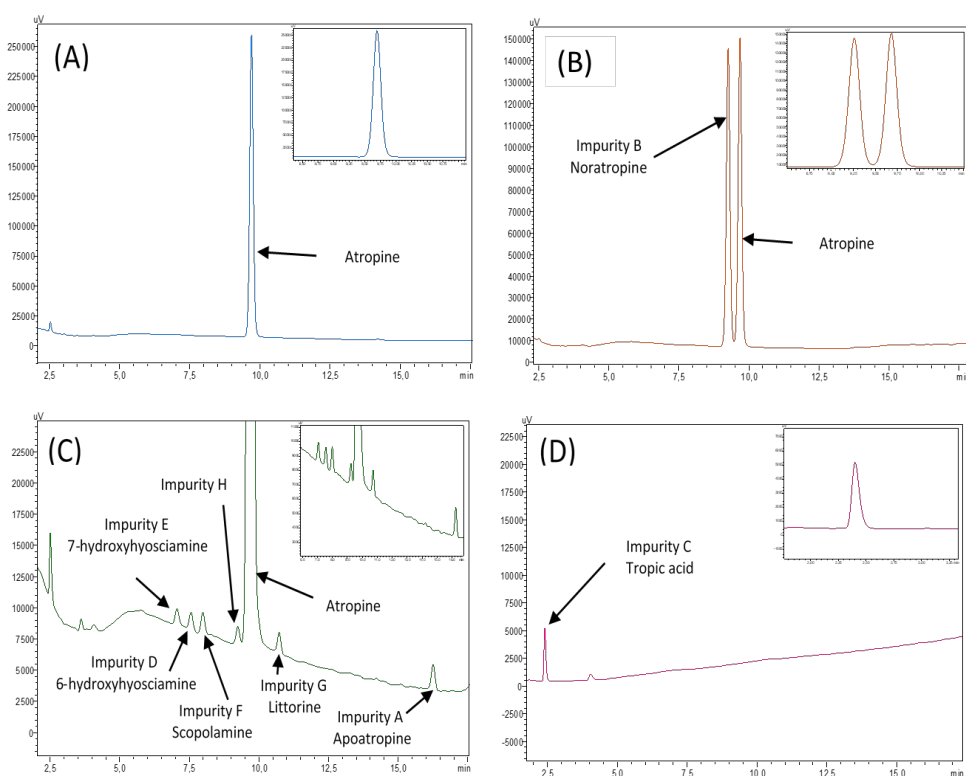 uV
(A)
250000
225000
200000
175000
150000
125000
100000
75000
50000
25000
0
Atropine
2,5
5,0
7,5
10,0
12,5
15,0
min
uV
(B)
150000
140000
130000
120000
110000
100000
90000
80000
70000
60000
50000
40000
30000
20000
10000
0
Impurity B
Noratropine
Atropine
2,5
5,0
7,5
10,0
12,5
15,0
min
uV
(C)
22500
20000
17500
15000
12500
10000
7500
5000
2500
0
Impurity H
Impurity E
7-hydroxyhyosciamine
Atropine
Impurity D
6-hydroxyhyosciamine
Impurity F
Scopolamine
Impurity G
Littorine
Impurity A
Apoatropine
2,5
5,0
7,5
10,0
12,5
15,0
min
uV
(D)
22500
20000
17500
15000
12500
10000
7500
5000
2500
0
-2500
-5000
Impurity C
Tropic acid
2,5
5,0
7,5
10,0
12,5
15,0
min